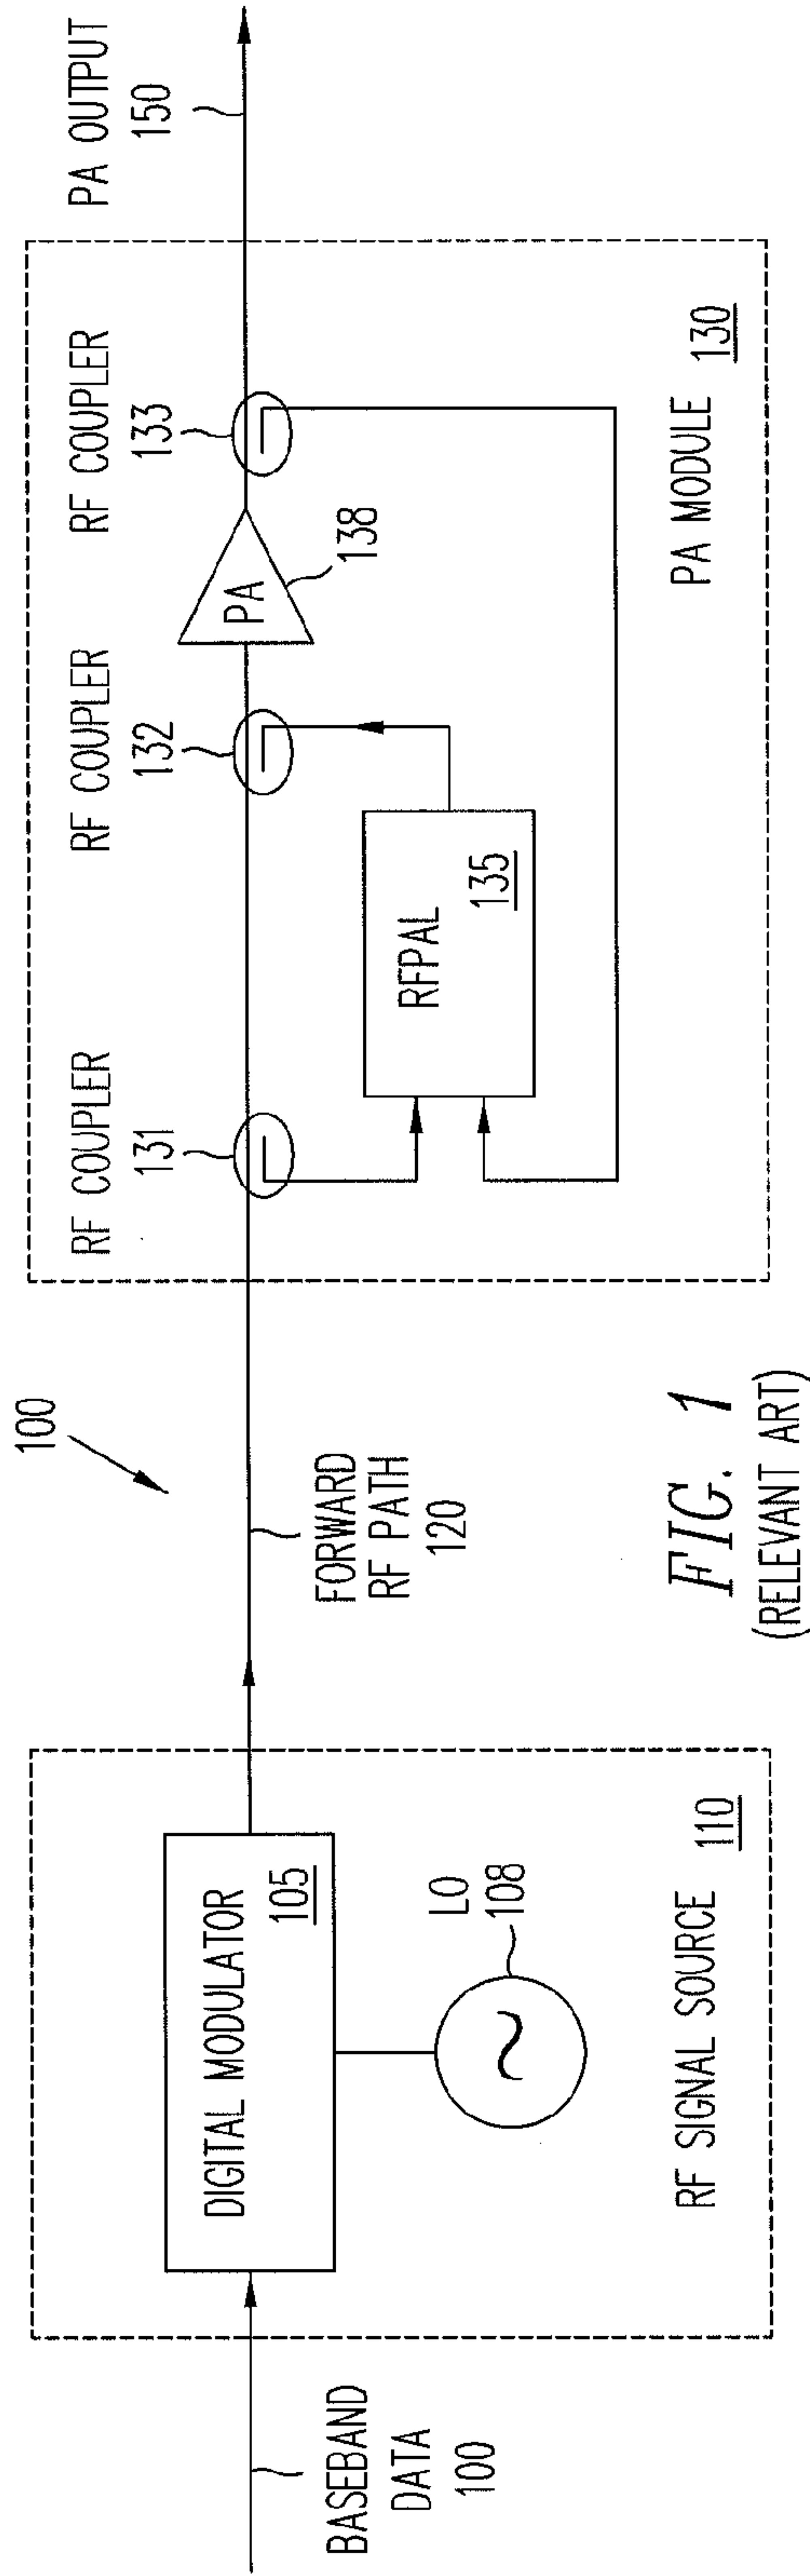 100
BASEBAND
DATA
100
DIGITAL MODULATOR
105
LO
108
RF SIGNAL SOURCE
110
FORWARD
RF PATH
120
RF COUPLER
131
RF COUPLER
132
RF COUPLER
133
PA
138
RFPAL
135
PA MODULE
130
PA OUTPUT
150
FIG. 1
(RELEVANT ART)